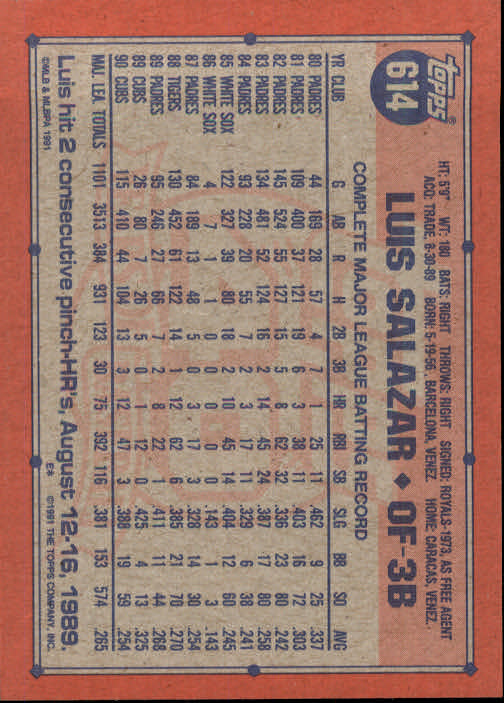 topps®
614
LUIS SALAZAR ◆ OF-3B
HT: 5'9" WT: 180 BATS: RIGHT THROWS: RIGHT SIGNED: ROYALS-1973, AS FREE AGENT
ACQ: TRADE 8-30-89 BORN: 5-19-56, BARCELONA, VENEZ. HOME: CARACAS, VENEZ.
COMPLETE MAJOR LEAGUE BATTING RECORD
YR CLUB G AB R H 2B 3B HR RBI SB SLG BB SO AVG
80 PADRES 44 169 28 57 4 7 1 25 11 .462 9 25 .337
81 PADRES 109 400 37 121 19 6 3 38 11 .403 16 72 .303
82 PADRES 145 524 55 127 15 5 8 62 32 .336 23 80 .242
83 PADRES 134 481 52 124 16 2 14 45 24 .387 17 80 .258
84 PADRES 93 228 20 55 7 2 3 17 11 .329 6 38 .241
85 WHITE SOX 122 327 39 80 18 2 10 45 14 .404 12 60 .245
86 WHITE SOX 4 7 1 1 0 0 0 0 0 .143 1 3 .143
87 PADRES 84 189 13 48 5 0 3 17 3 .328 14 30 .254
88 TIGERS 130 452 61 122 14 1 12 62 6 .385 21 70 .270
89 PADRES 95 246 27 66 7 2 8 22 1 .411 11 44 .268
89 CUBS 26 80 7 26 5 0 1 12 0 .425 4 13 .325
90 CUBS 115 410 44 104 13 3 12 47 3 .388 19 59 .254
MAJ. LEA. TOTALS 1101 3513 384 931 123 30 75 392 116 .381 153 574 .265
©MLB & MLBPA 1991 E* ©1991 THE TOPPS COMPANY, INC.
Luis hit 2 consecutive pinch-HR's, August 12-16, 1989.